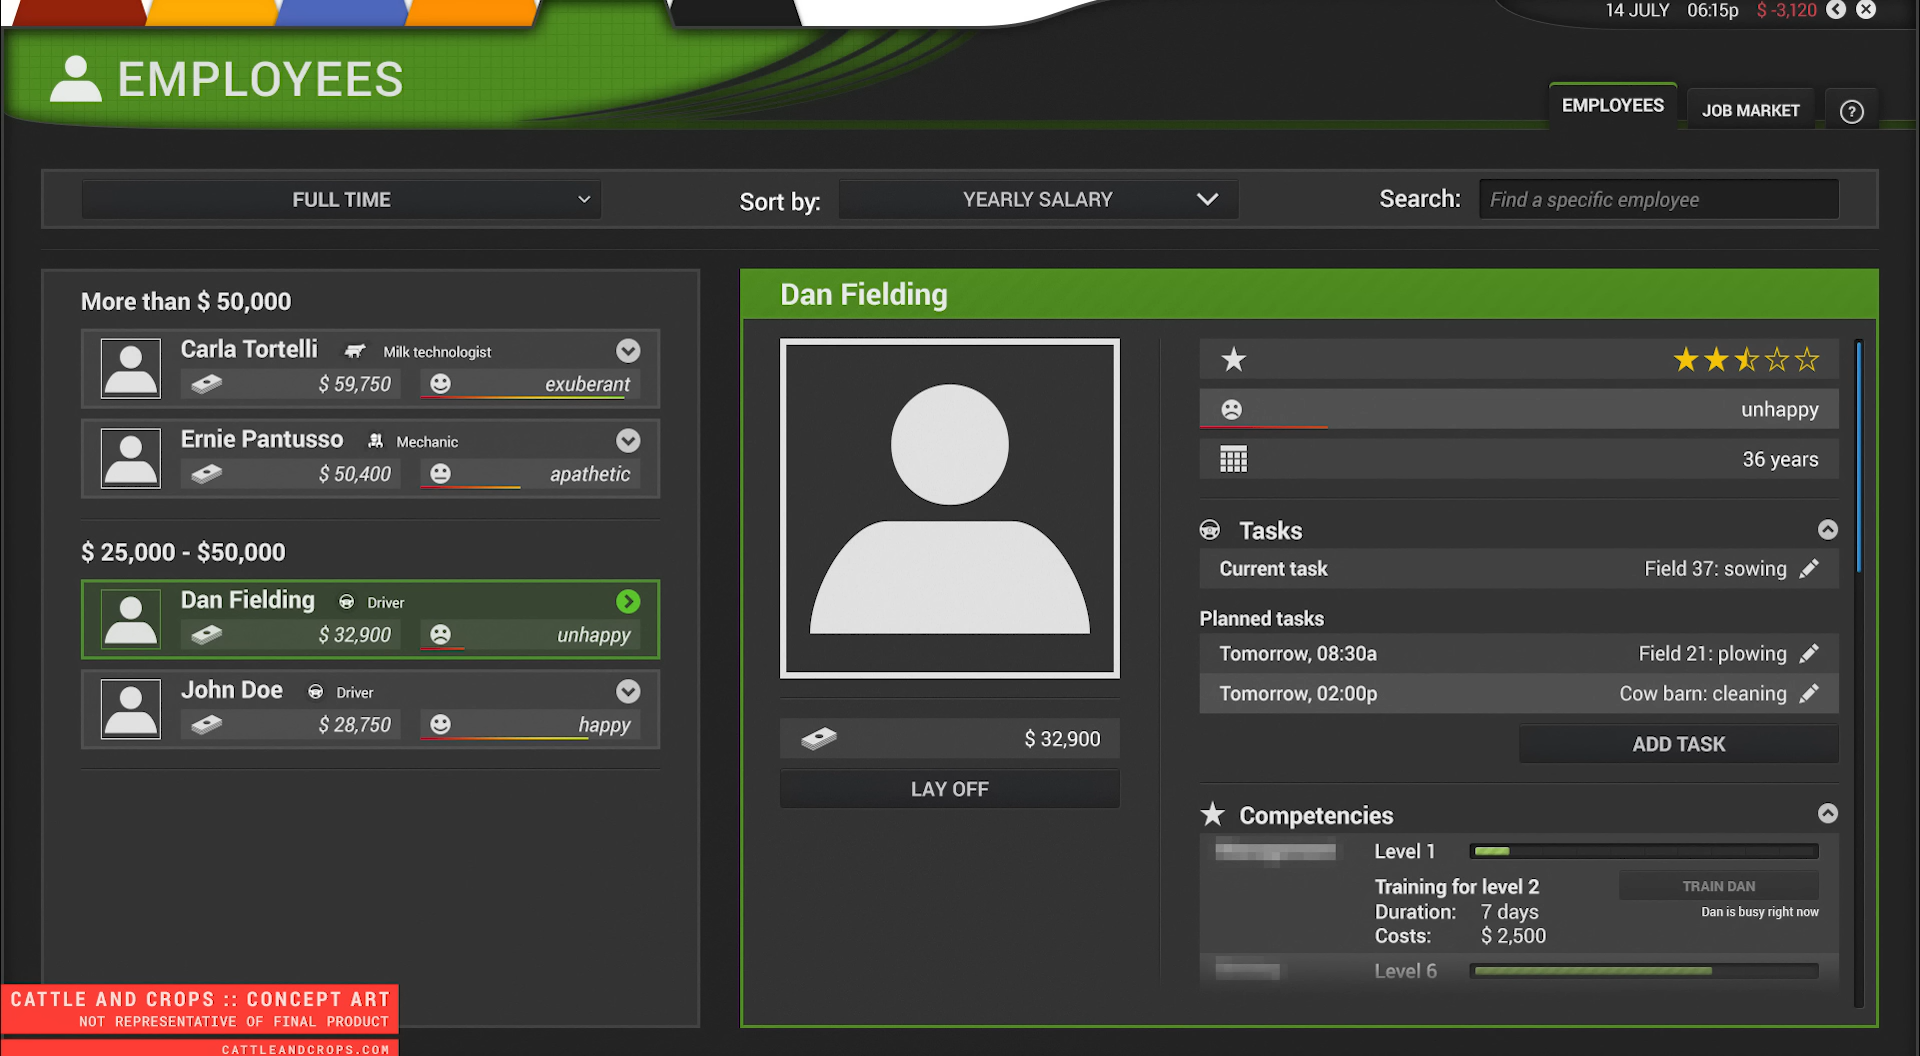 14 JULY 06:15p $ -3,120
EMPLOYEES
EMPLOYEES JOB MARKET ?
FULL TIME
Sort by: YEARLY SALARY
Search: Find a specific employee
More than $ 50,000
Carla Tortelli Milk technologist
$ 59,750 exuberant
Ernie Pantusso Mechanic
$ 50,400 apathetic
$ 25,000 - $50,000
Dan Fielding Driver
$ 32,900 unhappy
John Doe Driver
$ 28,750 happy
Dan Fielding
$ 32,900
LAY OFF
unhappy
36 years
Tasks
Current task Field 37: sowing
Planned tasks
Tomorrow, 08:30a Field 21: plowing
Tomorrow, 02:00p Cow barn: cleaning
ADD TASK
Competencies
Level 1
Training for level 2 TRAIN DAN
Duration: 7 days Dan is busy right now
Costs: $ 2,500
Level 6
CATTLE AND CROPS :: CONCEPT ART
NOT REPRESENTATIVE OF FINAL PRODUCT
CATTLEANDCROPS.COM